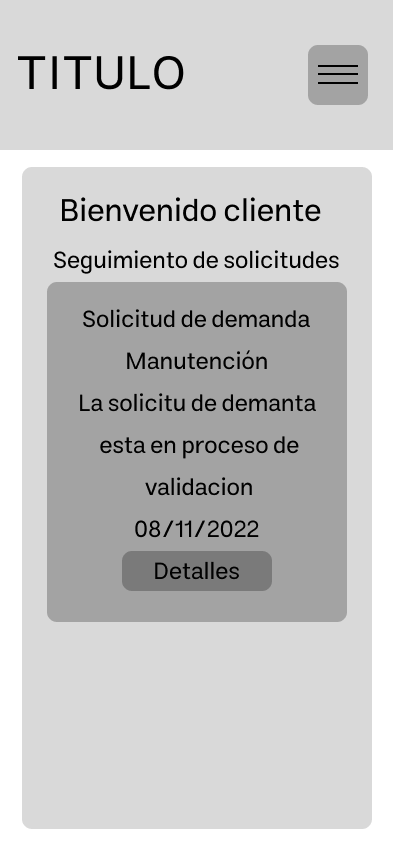 TITULO
Bienvenido cliente
Seguimiento de solicitudes
Solicitud de demanda
Manutención
La solicitu de demanta
esta en proceso de
validacion
08/11/2022
Detalles